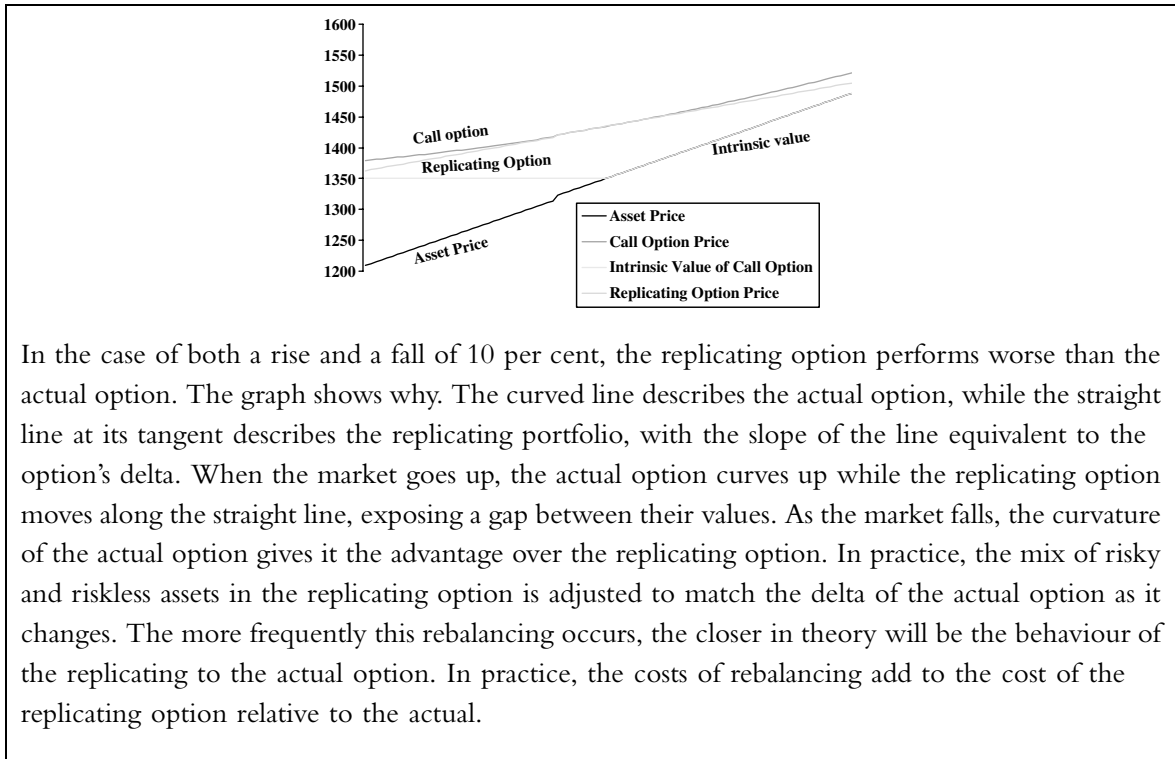 1600
1550
1500
1450
1400
1350
1300
1250
1200
Call option
Replicating Option
Intrinsic value
Asset Price
Asset Price
Call Option Price
Intrinsic Value of Call Option
Replicating Option Price
In the case of both a rise and a fall of 10 per cent, the replicating option performs worse than the
actual option. The graph shows why. The curved line describes the actual option, while the straight
line at its tangent describes the replicating portfolio, with the slope of the line equivalent to the
option’s delta. When the market goes up, the actual option curves up while the replicating option
moves along the straight line, exposing a gap between their values. As the market falls, the curvature
of the actual option gives it the advantage over the replicating option. In practice, the mix of risky
and riskless assets in the replicating option is adjusted to match the delta of the actual option as it
changes. The more frequently this rebalancing occurs, the closer in theory will be the behaviour of
the replicating to the actual option. In practice, the costs of rebalancing add to the cost of the
replicating option relative to the actual.